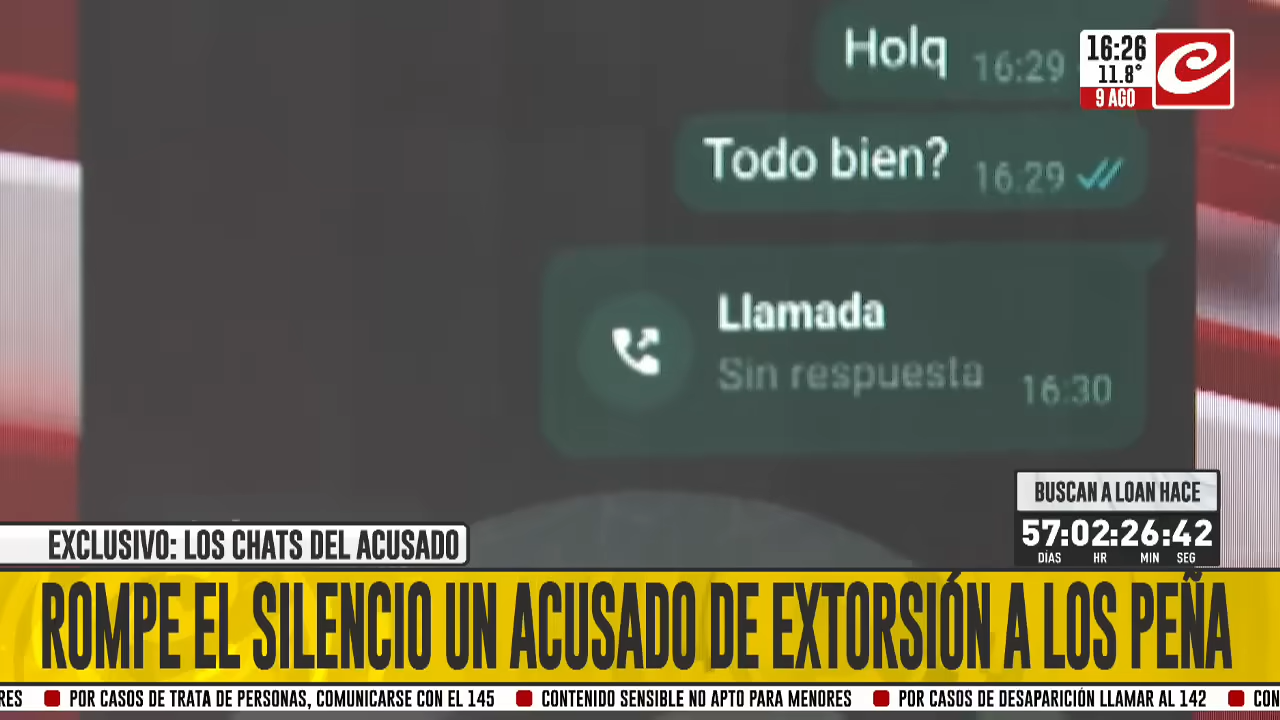 Holq 16:29
16:26
11.8°
9 AGO
Todo bien? 16:29
Llamada
Sin respuesta 16:30
BUSCAN A LOAN HACE
57:02:26:42
DÍAS HR MIN SEG
EXCLUSIVO: LOS CHATS DEL ACUSADO
ROMPE EL SILENCIO UN ACUSADO DE EXTORSIÓN A LOS PEÑA
RES POR CASOS DE TRATA DE PERSONAS, COMUNICARSE CON EL 145 CONTENIDO SENSIBLE NO APTO PARA MENORES POR CASOS DE DESAPARICIÓN LLAMAR AL 142 CON